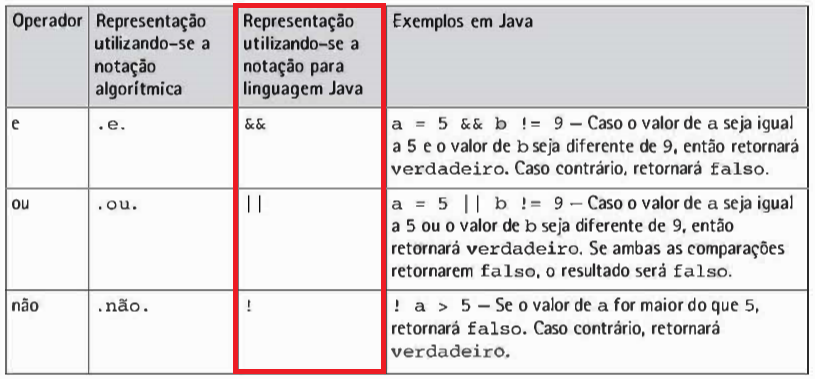 Operador
Representação
utilizando-se a
notação
algorítmica
Representação
utilizando-se a
notação para
linguagem Java
Exemplos em Java
e
.e.
&&
a = 5 && b != 9 — Caso o valor de a seja igual
a 5 e o valor de b seja diferente de 9, então retornará
verdadeiro. Caso contrário, retornará falso.
ou
.ou.
||
a = 5 || b != 9 — Caso o valor de a seja igual
a 5 ou o valor de b seja diferente de 9, então
retornará verdadeiro. Se ambas as comparações
retornarem falso, o resultado será falso.
não
.não.
!
! a > 5 — Se o valor de a for maior do que 5,
retornará falso. Caso contrário, retornará
verdadeiro.